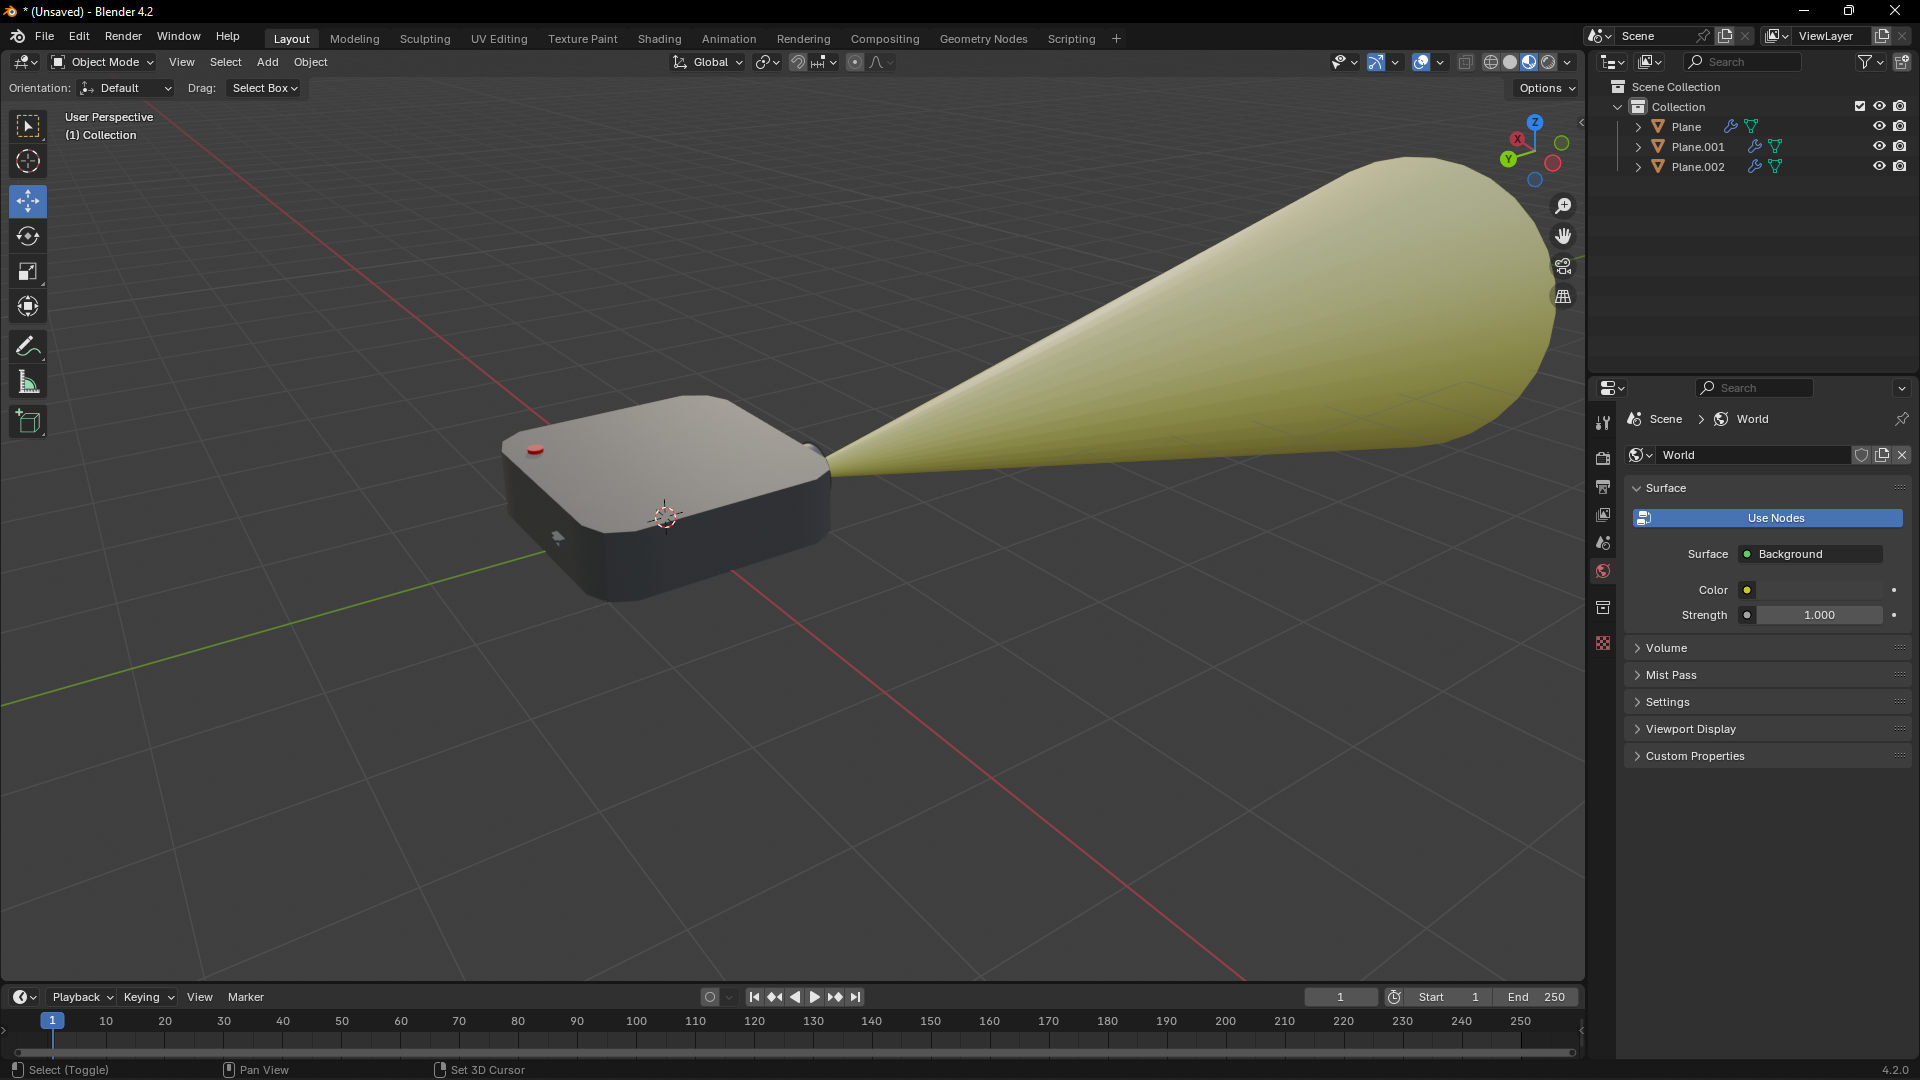 * (Unsaved) - Blender 4.2
File Edit Render Window Help
Layout Modeling Sculpting UV Editing Texture Paint Shading Animation Rendering Compositing Geometry Nodes Scripting +
Scene
ViewLayer
Object Mode View Select Add Object
Global
Search
Orientation: Default Drag: Select Box
Options
User Perspective
(1) Collection
Z
X
Y
Scene Collection
Collection
Plane
Plane.001
Plane.002
Search
Scene > World
World
Surface
Use Nodes
Surface Background
Color
Strength 1.000
Volume
Mist Pass
Settings
Viewport Display
Custom Properties
Playback Keying View Marker
1 Start 1 End 250
1 10 20 30 40 50 60 70 80 90 100 110 120 130 140 150 160 170 180 190 200 210 220 230 240 250
Select (Toggle) Pan View Set 3D Cursor 4.2.0